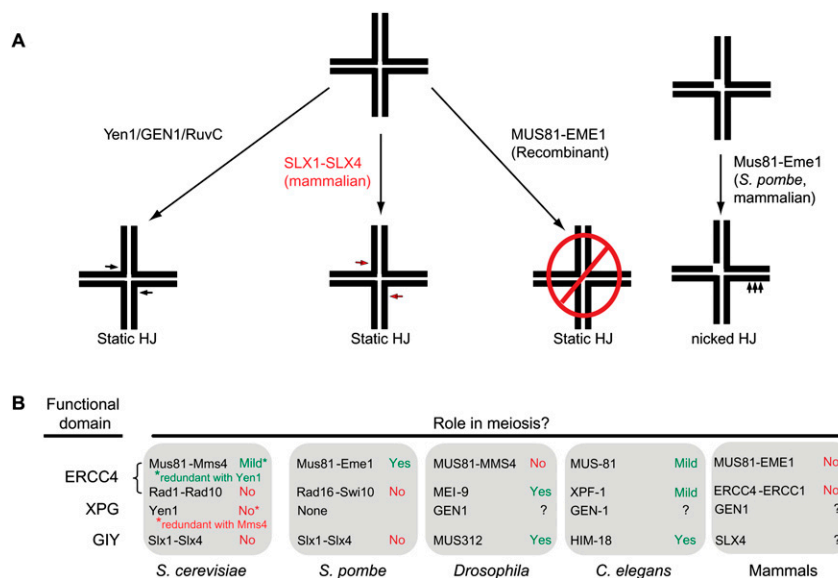 A
Yen1/GEN1/RuvC
SLX1-SLX4
(mammalian)
MUS81-EME1
(Recombinant)
Mus81-Eme1
(S. pombe,
mammalian)
Static HJ
Static HJ
Static HJ
nicked HJ
B
Functional
domain
Role in meiosis?
ERCC4
XPG
GIY
Mus81-Mms4 Mild*
*redundant with Yen1
Rad1-Rad10 No
Yen1 No*
*redundant with Mms4
Slx1-Slx4 No
S. cerevisiae
Mus81-Eme1 Yes
Rad16-Swi10 No
None
Slx1-Slx4 No
S. pombe
MUS81-MMS4 No
MEI-9 Yes
GEN1 ?
MUS312 Yes
Drosophila
MUS-81 Mild
XPF-1 Mild
GEN-1 ?
HIM-18 Yes
C. elegans
MUS81-EME1 No
ERCC4-ERCC1 No
GEN1 ?
SLX4 ?
Mammals